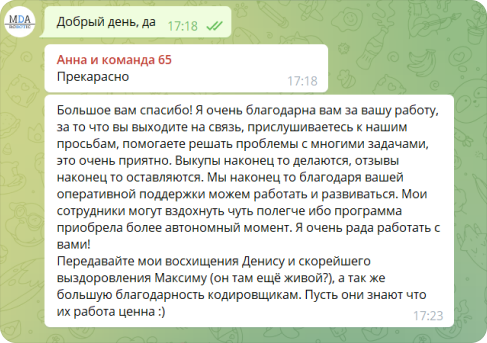 MDA
Добрый день, да
17:18
Анна и команда 65
Прекрасно
17:18
Большое вам спасибо! Я очень благодарна вам за вашу работу,
за то что вы выходите на связь, прислушиваетесь к нашим
просьбам, помогаете решать проблемы с многими задачами,
это очень приятно. Выкупы наконец то делаются, отзывы
наконец то оставляются. Мы наконец то благодаря вашей
оперативной поддержки можем работать и развиваться. Мои
сотрудники могут вздохнуть чуть полегче ибо программа
приобрела более автономный момент. Я очень рада работать с
вами!
Передавайте мои восхищения Денису и скорейшего
выздоровления Максиму (он там ещё живой?), а так же
большую благодарность кодировщикам. Пусть они знают что
их работа ценна :)
17:23